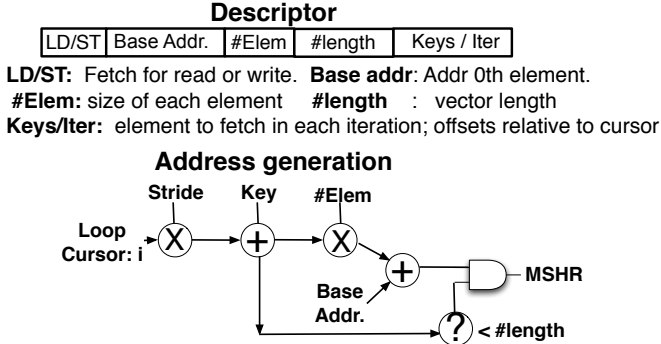 Descriptor
LD/ST Base Addr. #Elem #length Keys / Iter
LD/ST: Fetch for read or write. Base addr: Addr 0th element.
#Elem: size of each element #length : vector length
Keys/Iter: element to fetch in each iteration; offsets relative to cursor
Address generation
Stride Key #Elem
Loop
Cursor: i
X + X
+
MSHR
Base
Addr.
? < #length